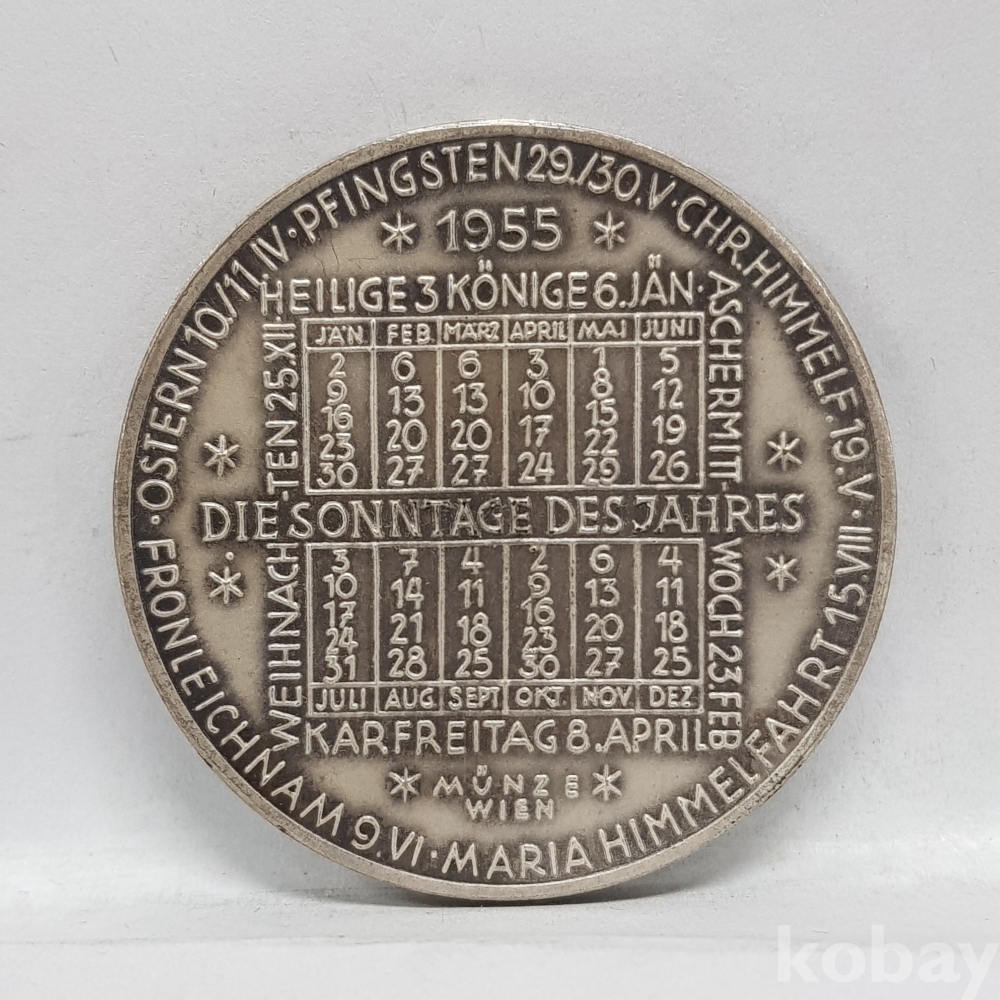 OSTERN 10./11.IV·PFINGSTEN 29./30.V·CHR.HIMMELF.19.V·
MARIA HIMMELFAHRT 15.VIII·
FRONLEICHNAM 9.VI·
* 1955 *
HEILIGE 3 KÖNIGE 6.JÄN·
ASCHERMITT-
WOCH 23.FEB
WEIHNACH-
TEN 25.XII.
JÄN FEB. MÄRZ APRIL MAI JUNI
2 6 6 3 1 5
9 13 13 10 8 12
16 20 20 17 15 19
23 27 27 24 22 26
30 29
DIE SONNTAGE DES JAHRES
3 7 4 2 6 4
10 14 11 9 13 11
17 21 18 16 20 18
24 28 25 23 27 25
31 30
JULI AUG SEPT OKT. NOV DEZ
KARFREITAG 8.APRIL
* MÜNZE *
WIEN
kobay